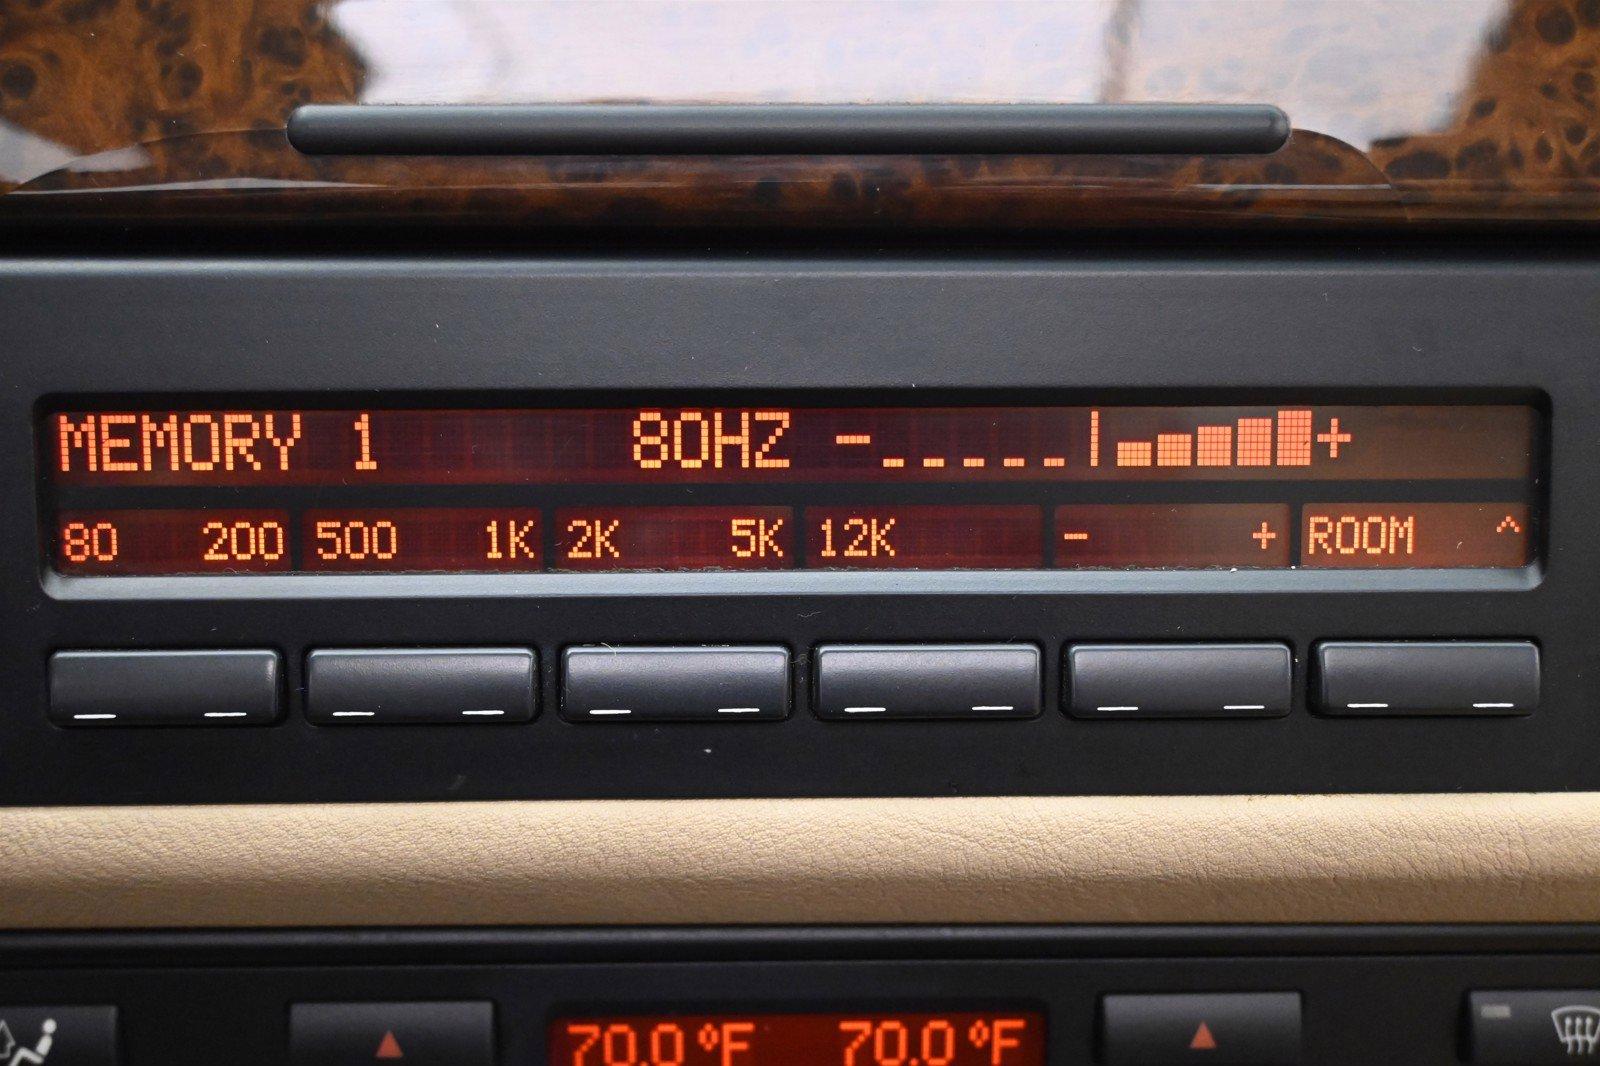 MEMORY 1 80HZ - +
80 200 500 1K 2K 5K 12K - + ROOM ^
70.0 °F 70.0 °F